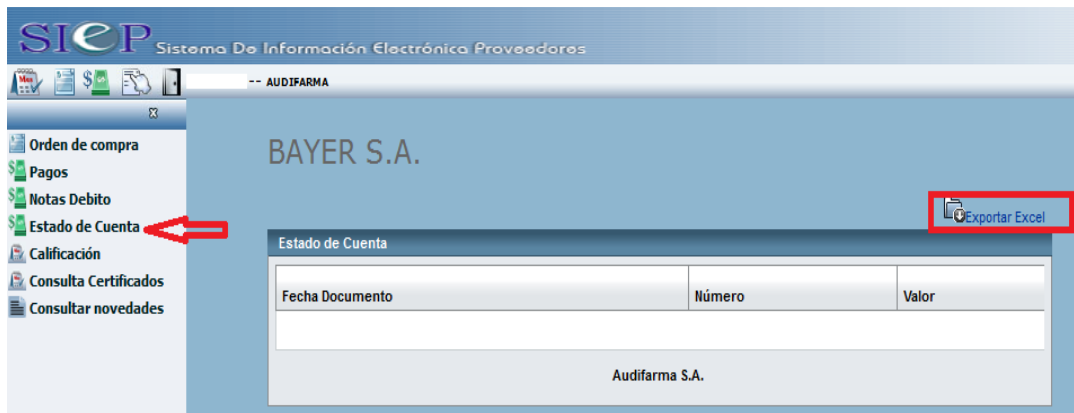 SIEP Sistema De Información Electrónica Proveedores
-- AUDIFARMA
Orden de compra
Pagos
Notas Debito
Estado de Cuenta
Calificación
Consulta Certificados
Consultar novedades
BAYER S.A.
Exportar Excel
Estado de Cuenta
Fecha Documento Número Valor
Audifarma S.A.